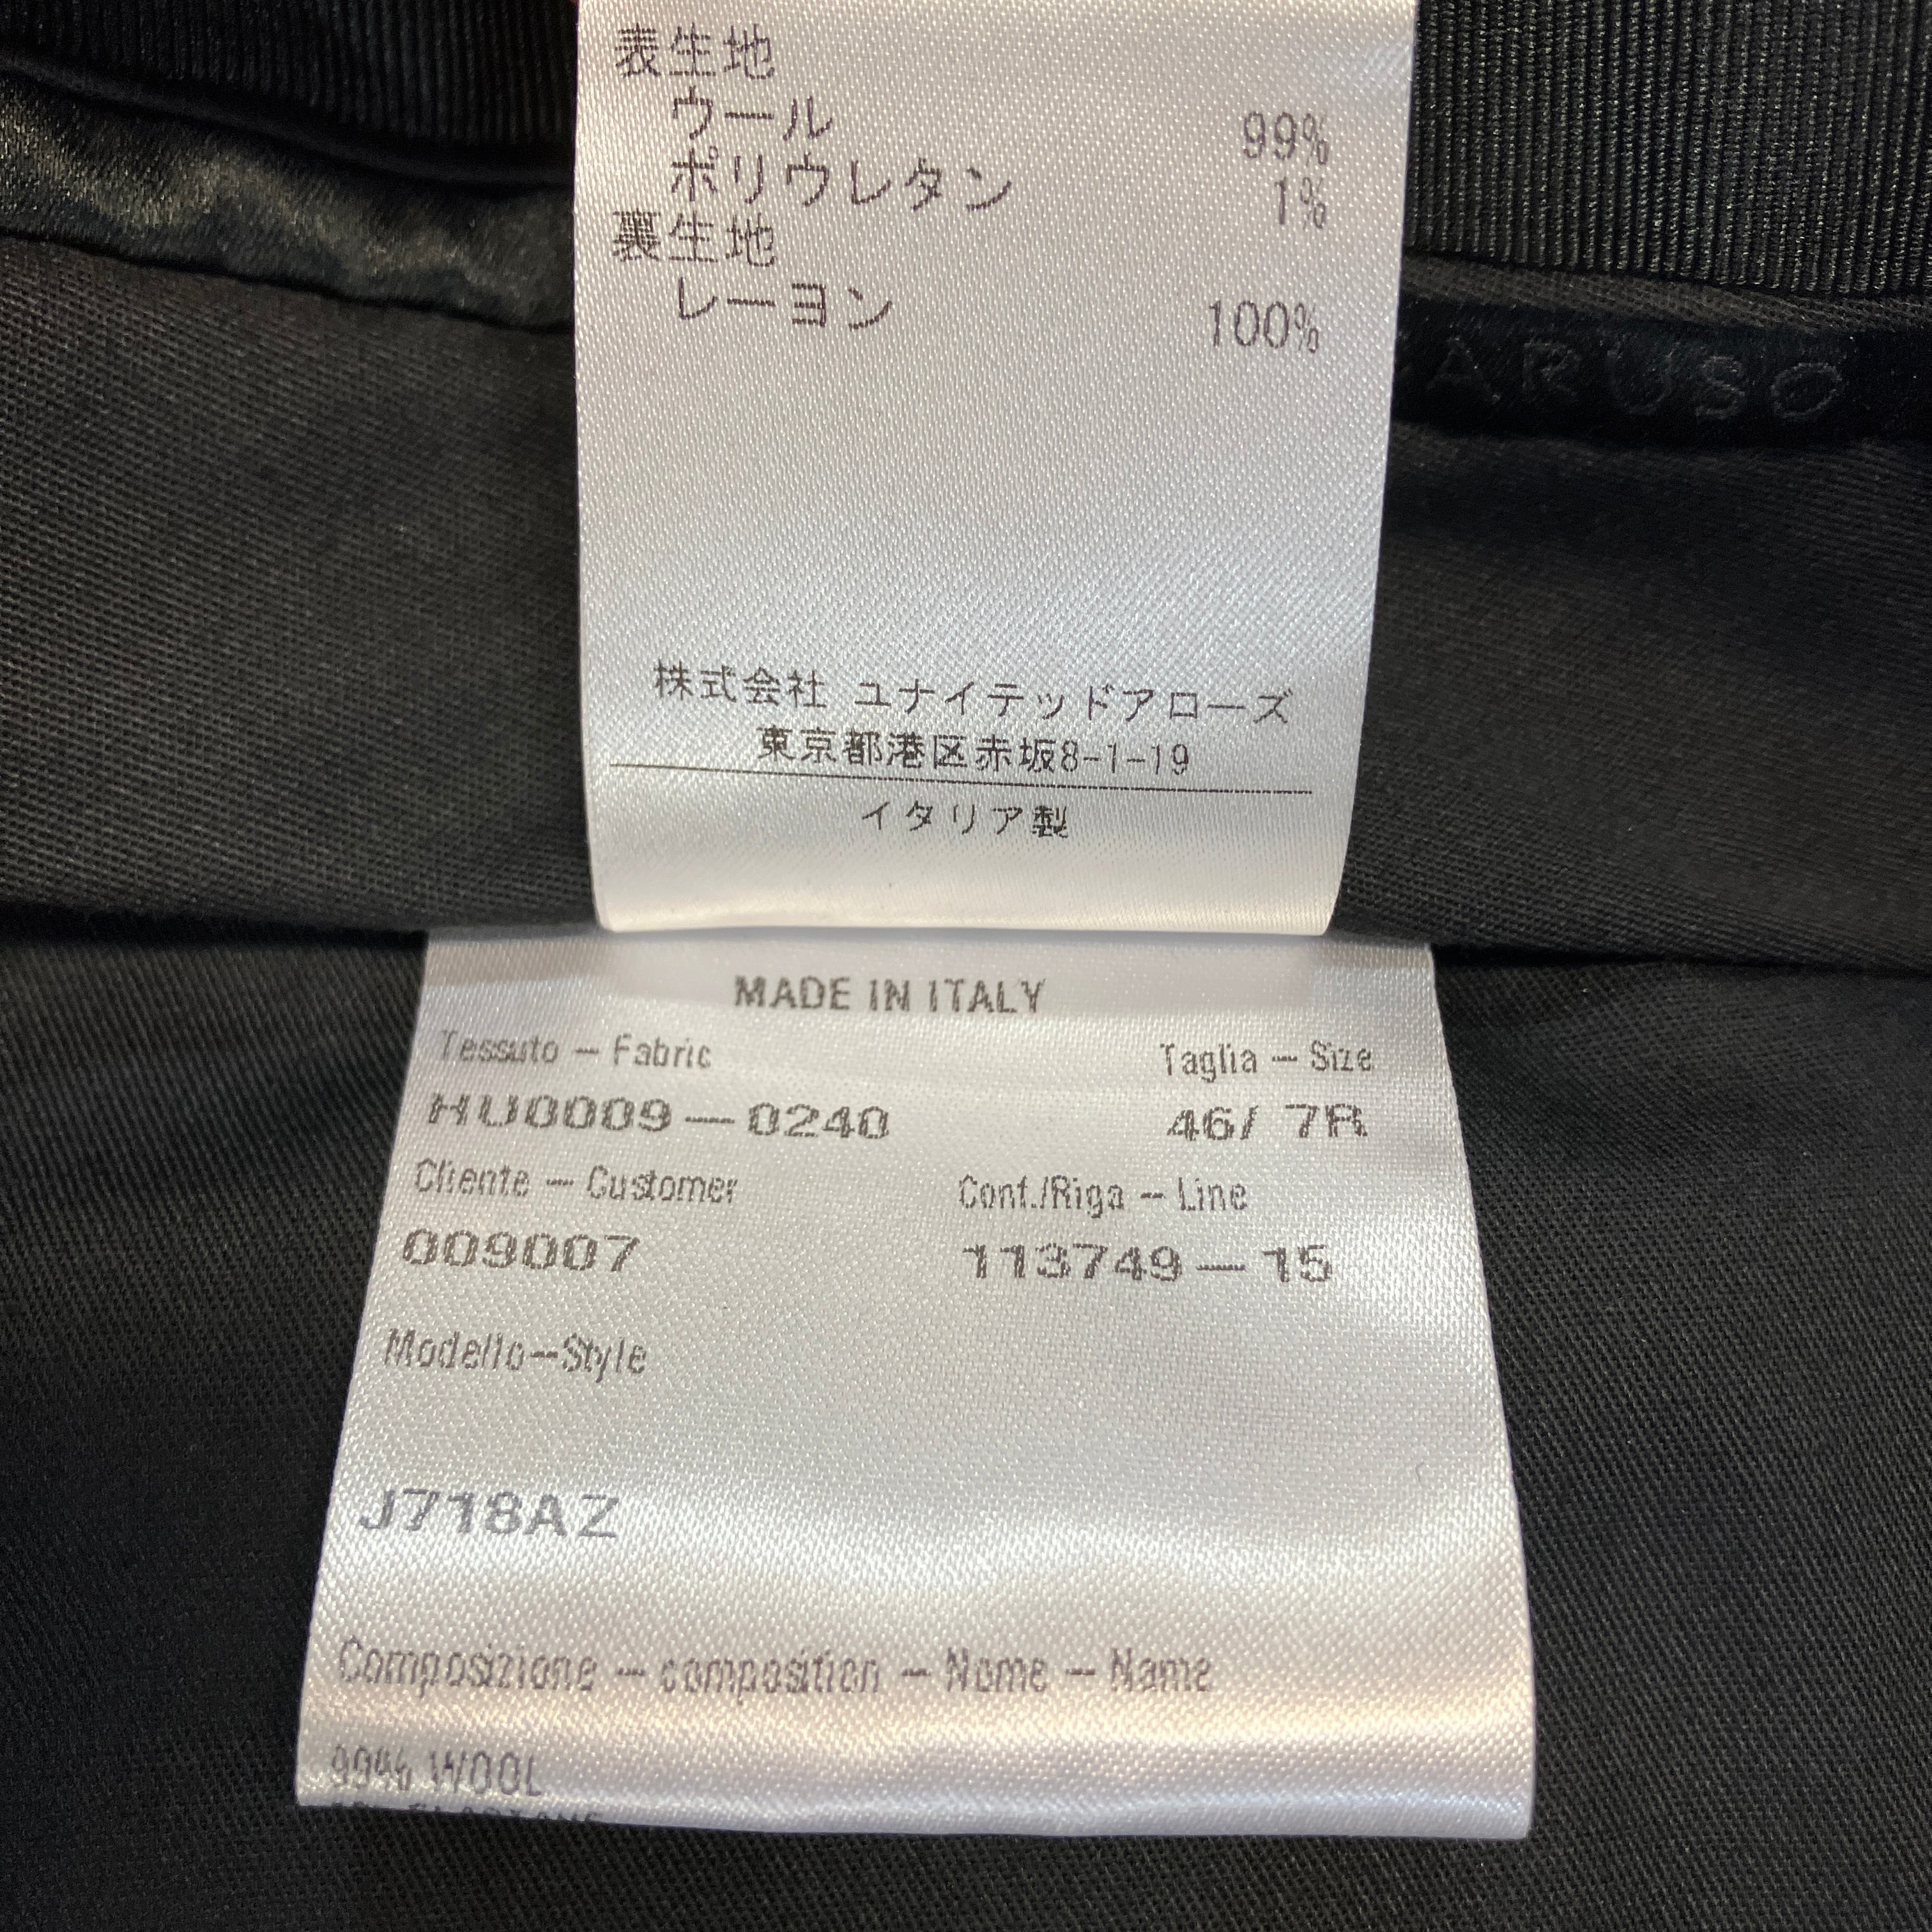 表生地
ウール 99%
ポリウレタン 1%
裏生地
レーヨン 100%
ARUSO
株式会社 ユナイテッドアローズ
東京都港区赤坂8-1-19
イタリア製
MADE IN ITALY
Tessuto – Fabric Taglia – Size
HU0009–0240 46/ 7R
Cliente – Customer Conf./Riga – Line
009007 113749–15
Modello–Style
J718AZ
Composizione – composition – Nome – Name
99% WOOL